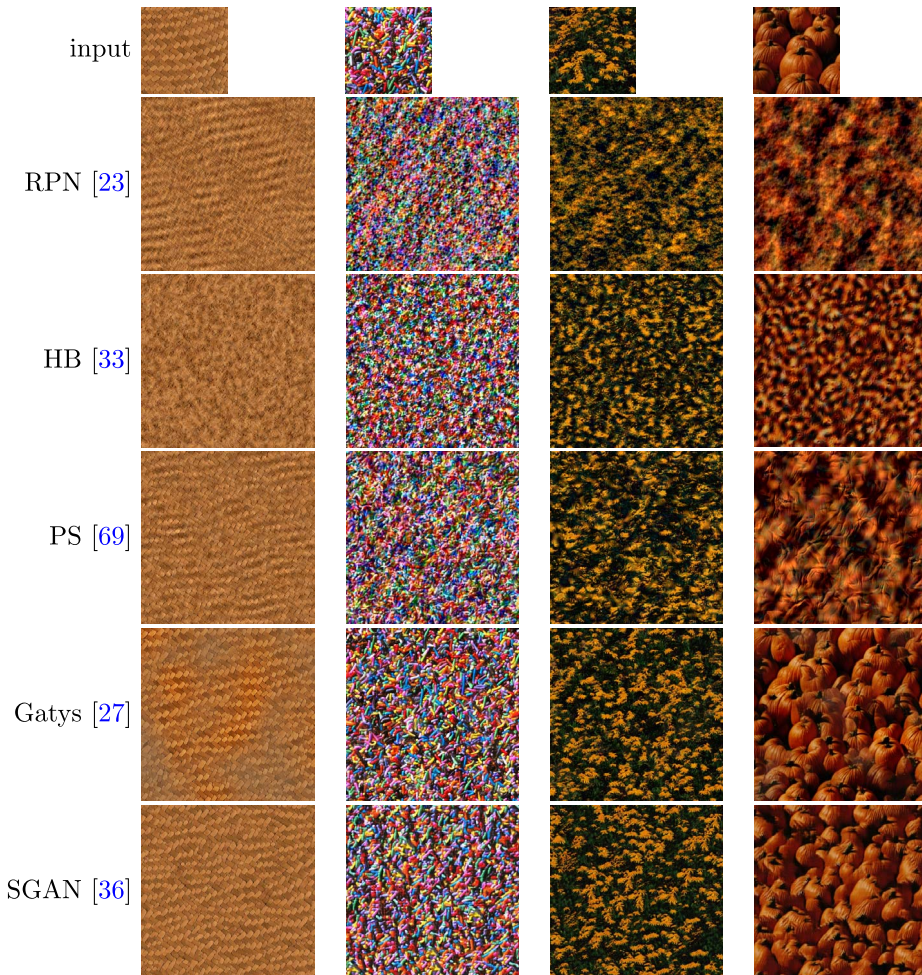 input
RPN [23]
HB [33]
PS [69]
Gatys [27]
SGAN [36]